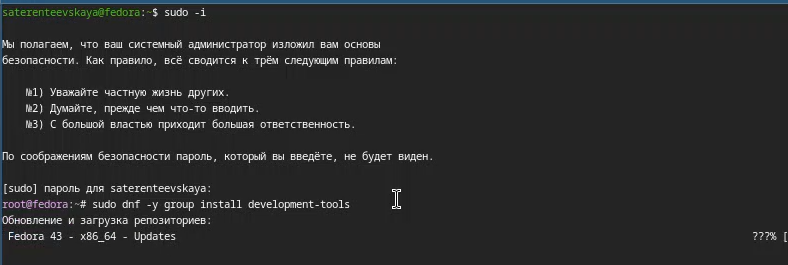 saterenteevskaya@fedora:~$ sudo -i
Мы полагаем, что ваш системный администратор изложил вам основы
безопасности. Как правило, всё сводится к трём следующим правилам:
№1) Уважайте частную жизнь других.
№2) Думайте, прежде чем что-то вводить.
№3) С большой властью приходит большая ответственность.
По соображениям безопасности пароль, который вы введёте, не будет виден.
[sudo] пароль для saterenteevskaya:
root@fedora:~# sudo dnf -y group install development-tools
Обновление и загрузка репозиториев:
Fedora 43 - x86_64 - Updates ???% [